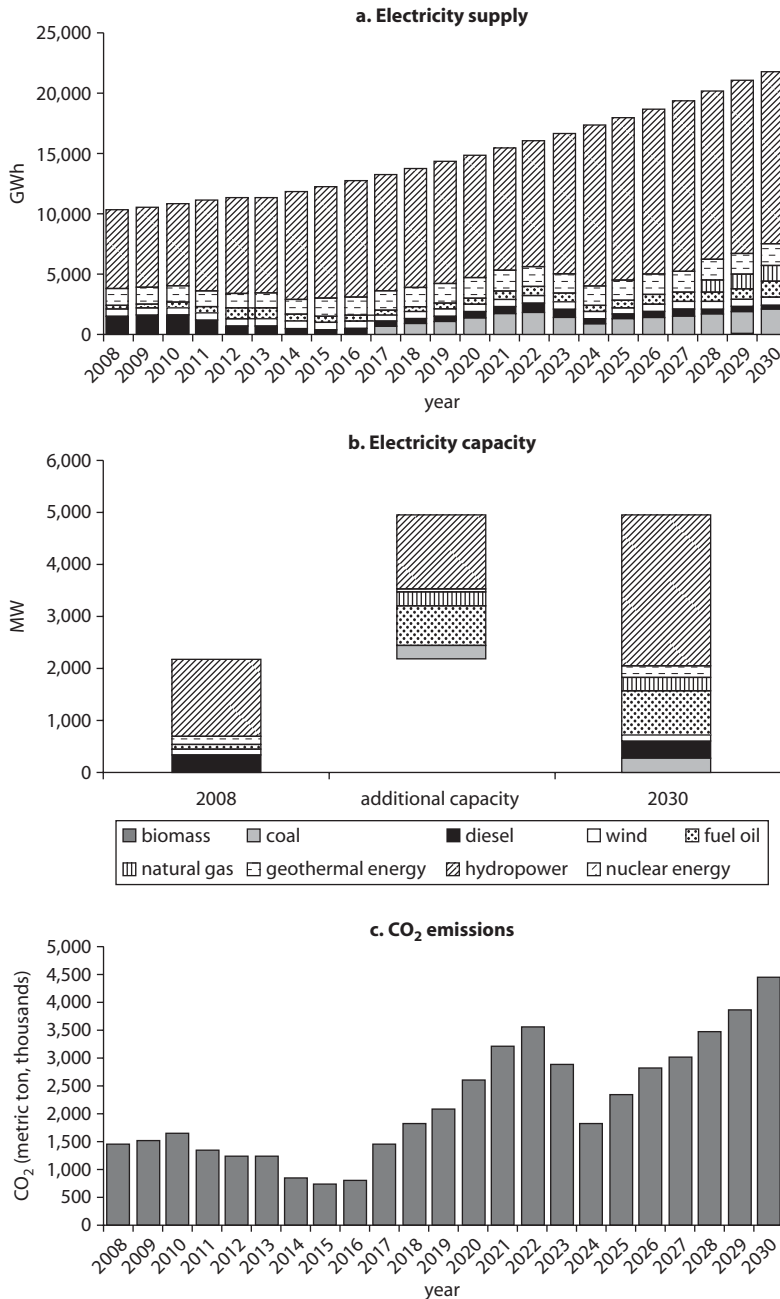 a. Electricity supply
25,000
20,000
15,000
10,000
5,000
0
GWh
2008 2009 2010 2011 2012 2013 2014 2015 2016 2017 2018 2019 2020 2021 2022 2023 2024 2025 2026 2027 2028 2029 2030
year
b. Electricity capacity
6,000
5,000
4,000
3,000
2,000
1,000
0
MW
2008 additional capacity 2030
biomass coal diesel wind fuel oil
natural gas geothermal energy hydropower nuclear energy
c. CO₂ emissions
5,000
4,500
4,000
3,500
3,000
2,500
2,000
1,500
1,000
500
0
CO₂ (metric ton, thousands)
2008 2009 2010 2011 2012 2013 2014 2015 2016 2017 2018 2019 2020 2021 2022 2023 2024 2025 2026 2027 2028 2029 2030
year